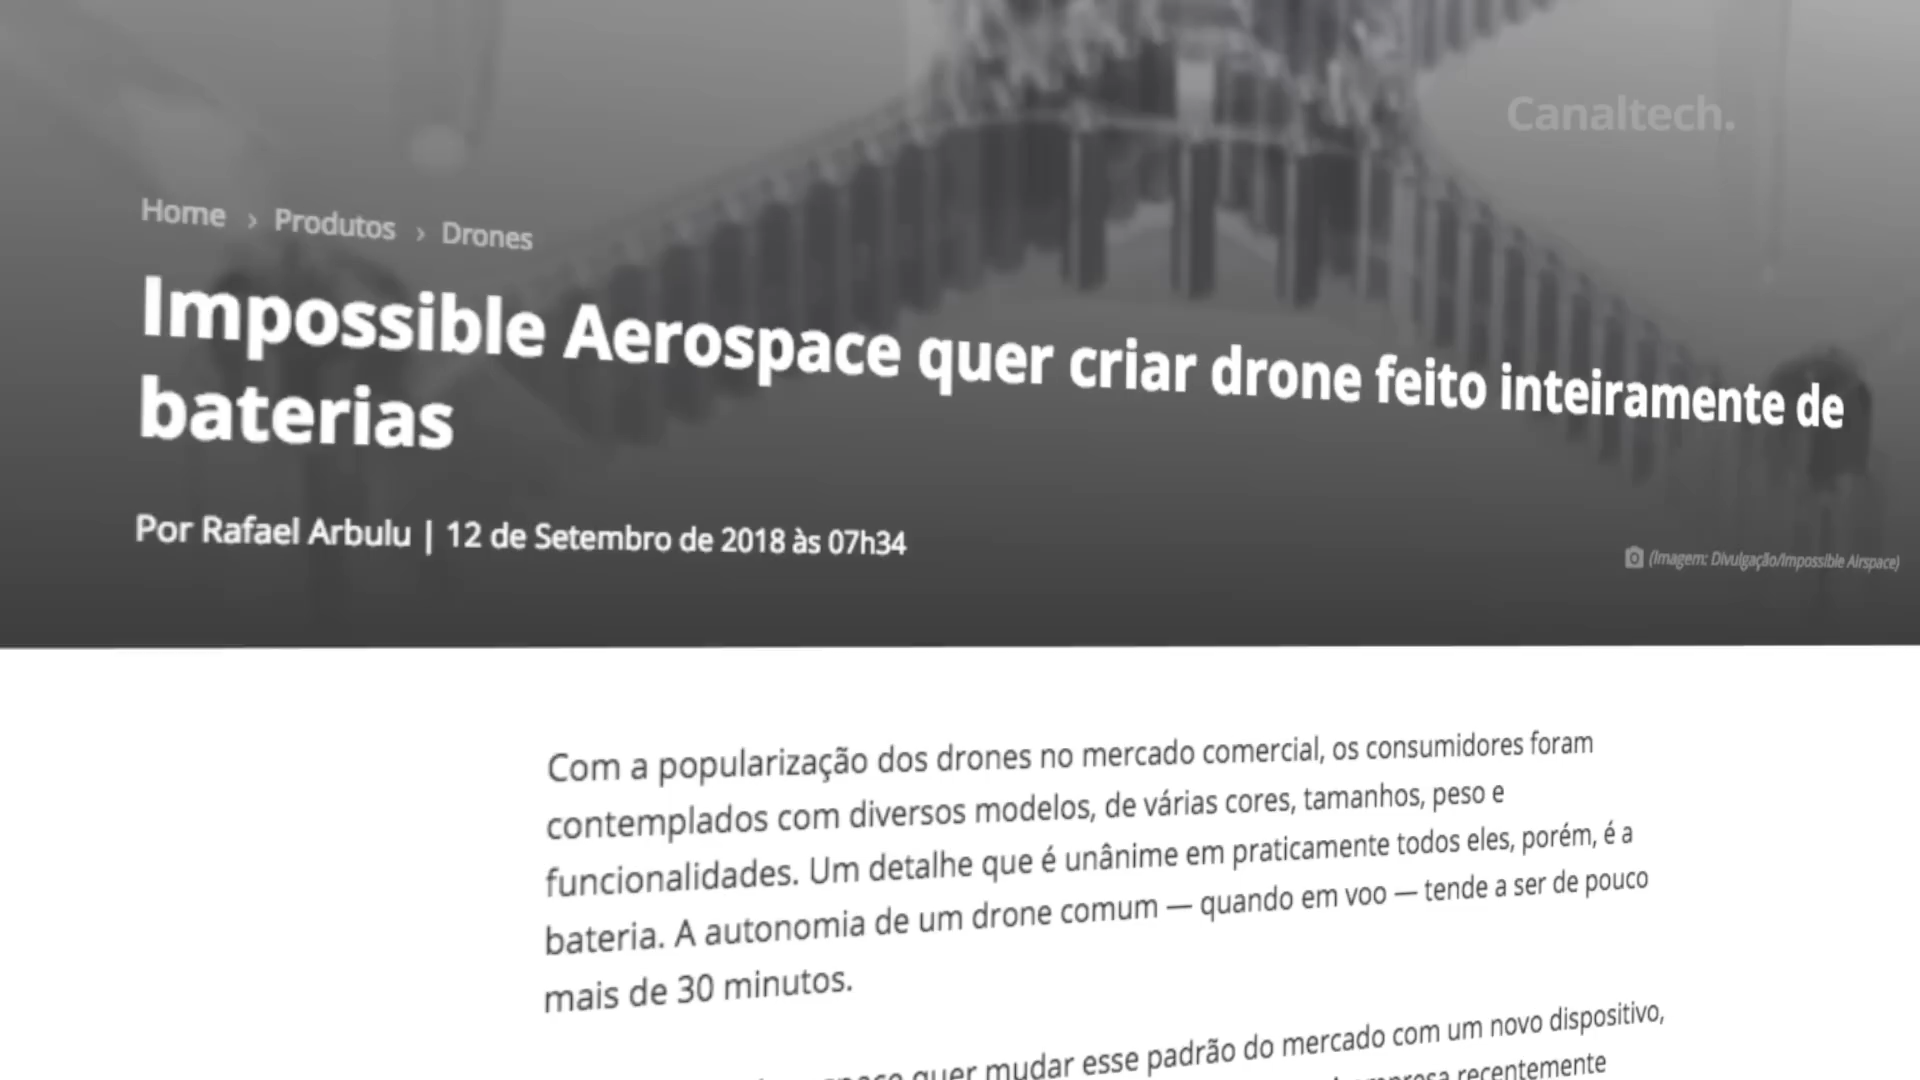 Canaltech.
Home › Produtos › Drones
Impossible Aerospace quer criar drone feito inteiramente de
baterias
Por Rafael Arbulu | 12 de Setembro de 2018 às 07h34
(Imagem: Divulgação/Impossible Airspace)
Com a popularização dos drones no mercado comercial, os consumidores foram
contemplados com diversos modelos, de várias cores, tamanhos, peso e
funcionalidades. Um detalhe que é unânime em praticamente todos eles, porém, é a
bateria. A autonomia de um drone comum — quando em voo — tende a ser de pouco
mais de 30 minutos.
quer mudar esse padrão do mercado com um novo dispositivo,
recentemente